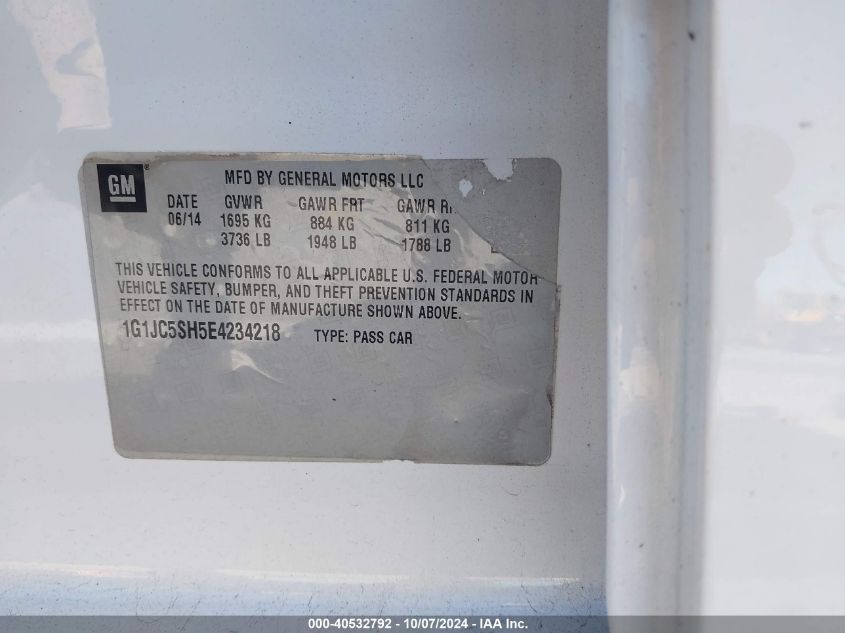 GM
MFD BY GENERAL MOTORS LLC
DATE GVWR GAWR FRT GAWR
06/14 1695 KG 884 KG 811 KG
3736 LB 1948 LB 1788 LB
THIS VEHICLE CONFORMS TO ALL APPLICABLE U.S. FEDERAL MOTOR
VEHICLE SAFETY, BUMPER, AND THEFT PREVENTION STANDARDS IN
EFFECT ON THE DATE OF MANUFACTURE SHOWN ABOVE.
1G1JC5SH5E4234218 TYPE: PASS CAR
000-40532792 - 10/07/2024 - IAA Inc.